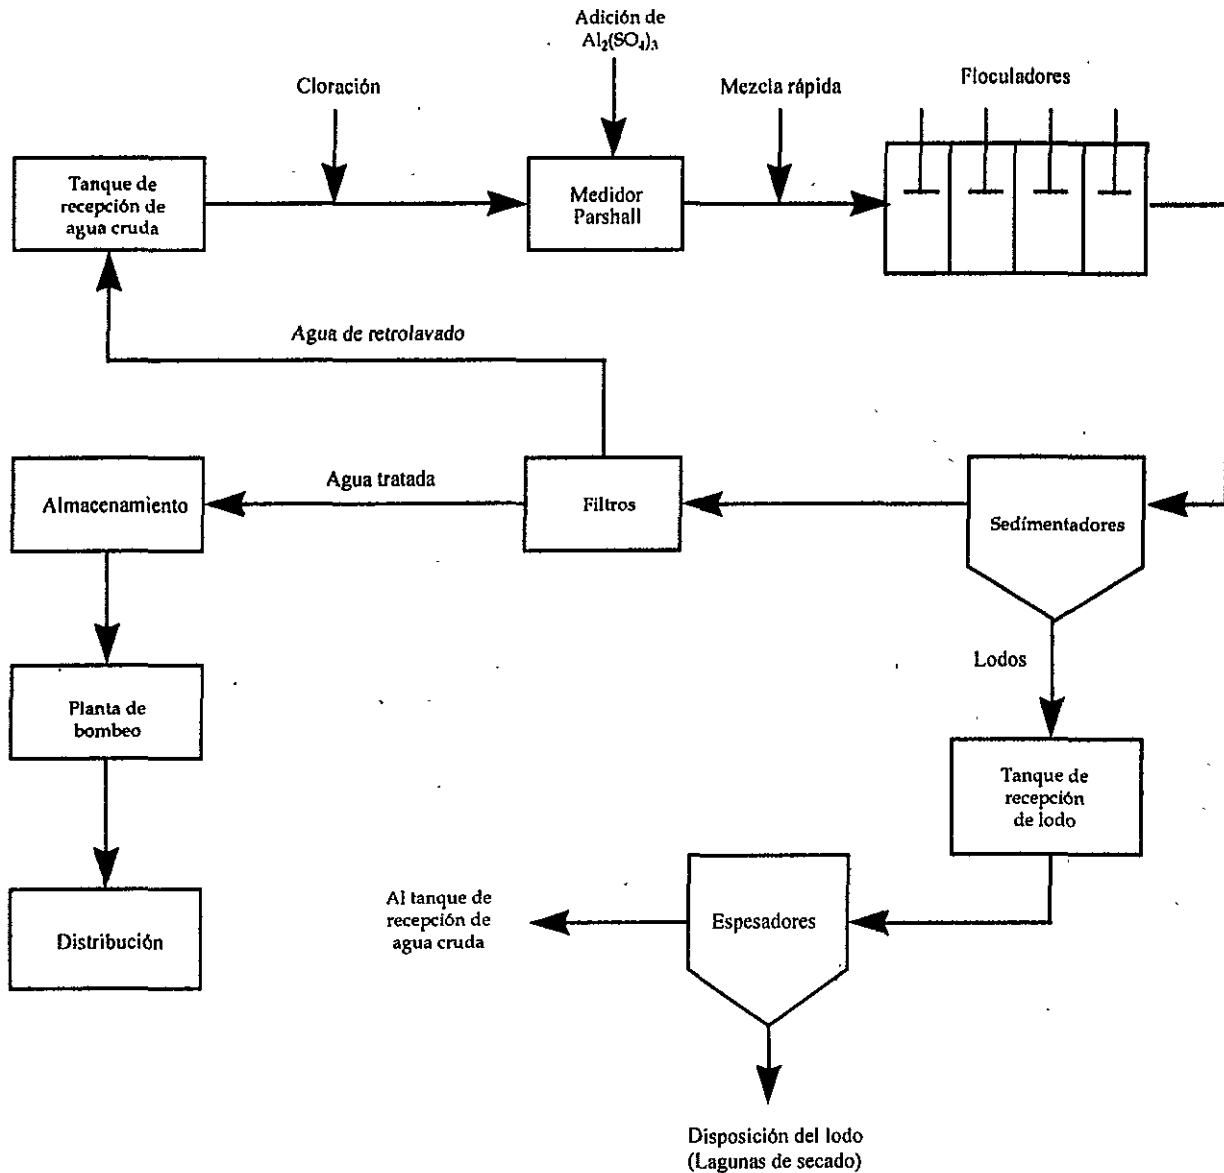 Adición de
Al₂(SO₄)₃
Cloración
Mezcla rápida
Floculadores
Tanque de
recepción de
agua cruda
Medidor
Parshall
Agua de retrolavado
Almacenamiento
Agua tratada
Filtros
Sedimentadores
Lodos
Planta de
bombeo
Tanque de
recepción
de lodo
Al tanque de
recepción de
agua cruda
Espesadores
Distribución
Disposición del lodo
(Lagunas de secado)